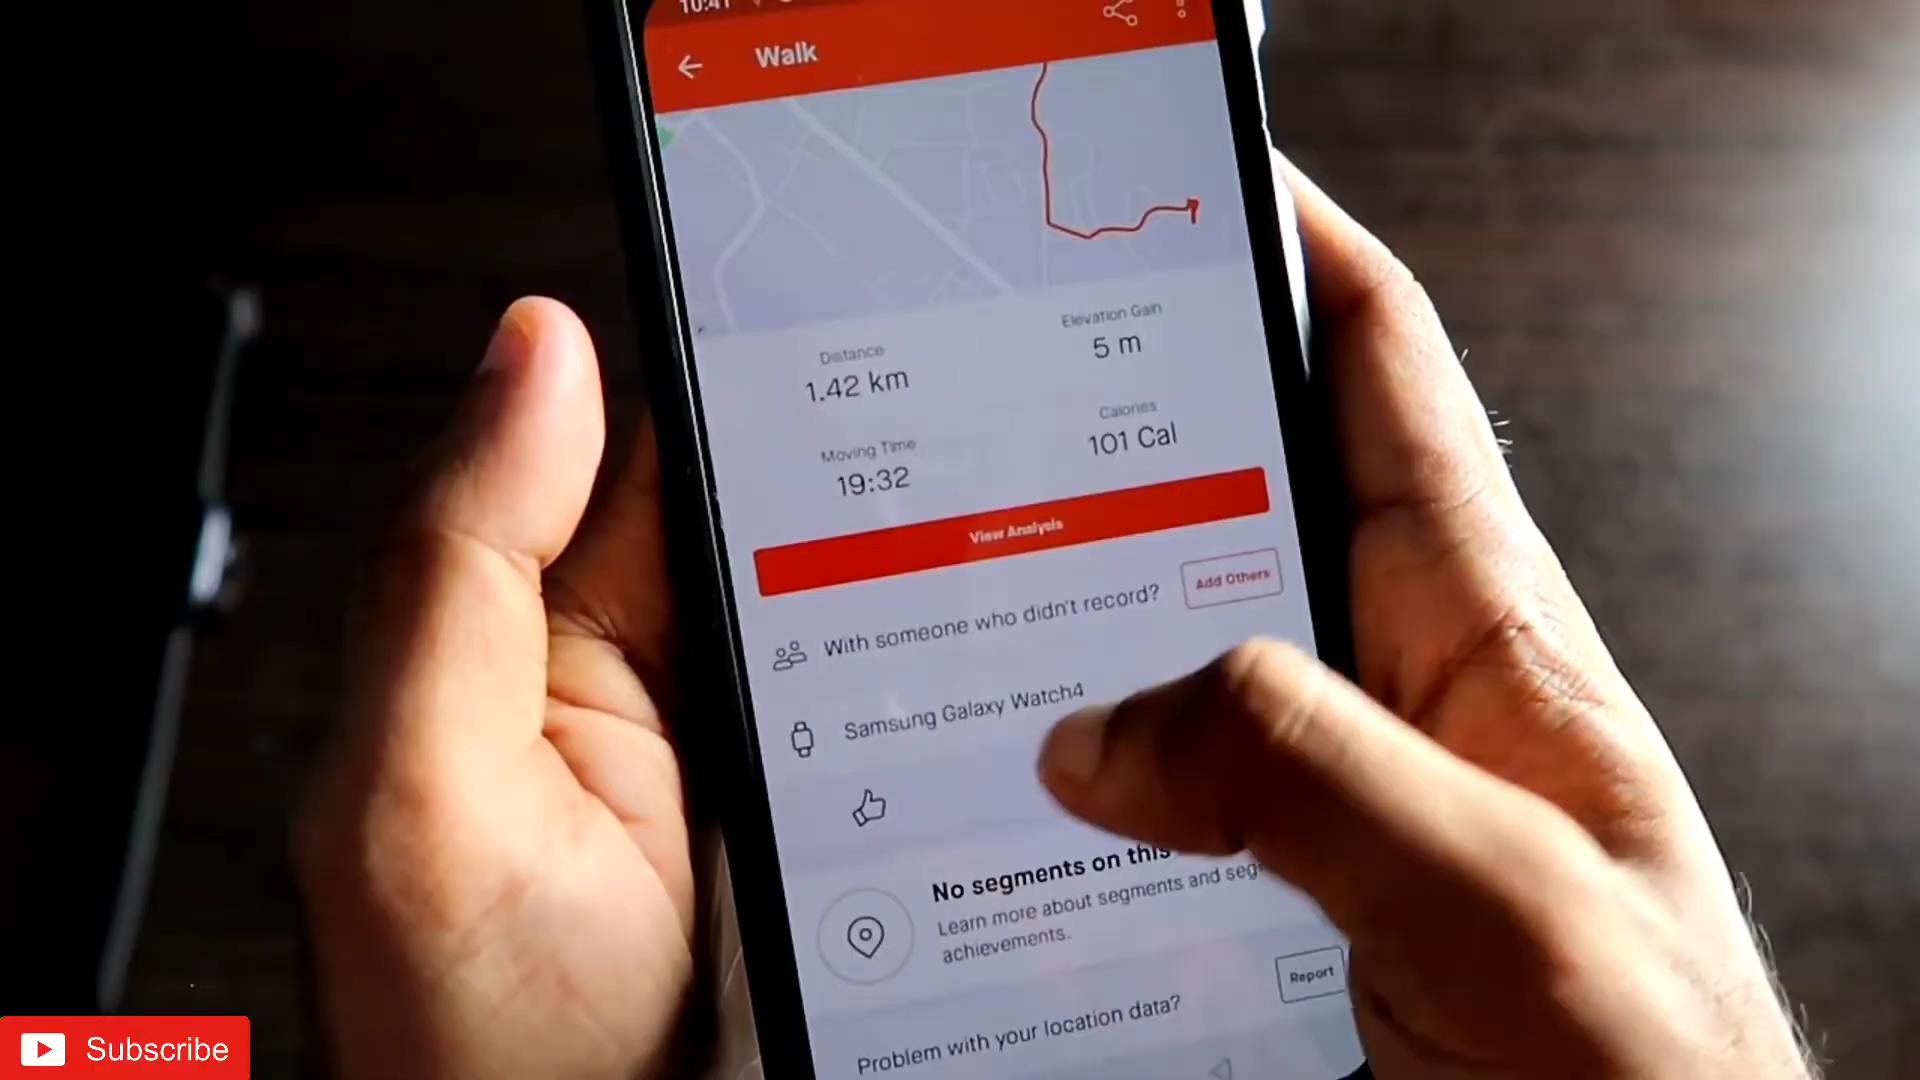 10:41
Walk
Distance
1.42 km
Elevation Gain
5 m
Moving Time
19:32
Calories
101 Cal
View Analysis
With someone who didn't record?
Add Others
Samsung Galaxy Watch4
No segments on this
Learn more about segments and seg
achievements.
Problem with your location data?
Report
Subscribe